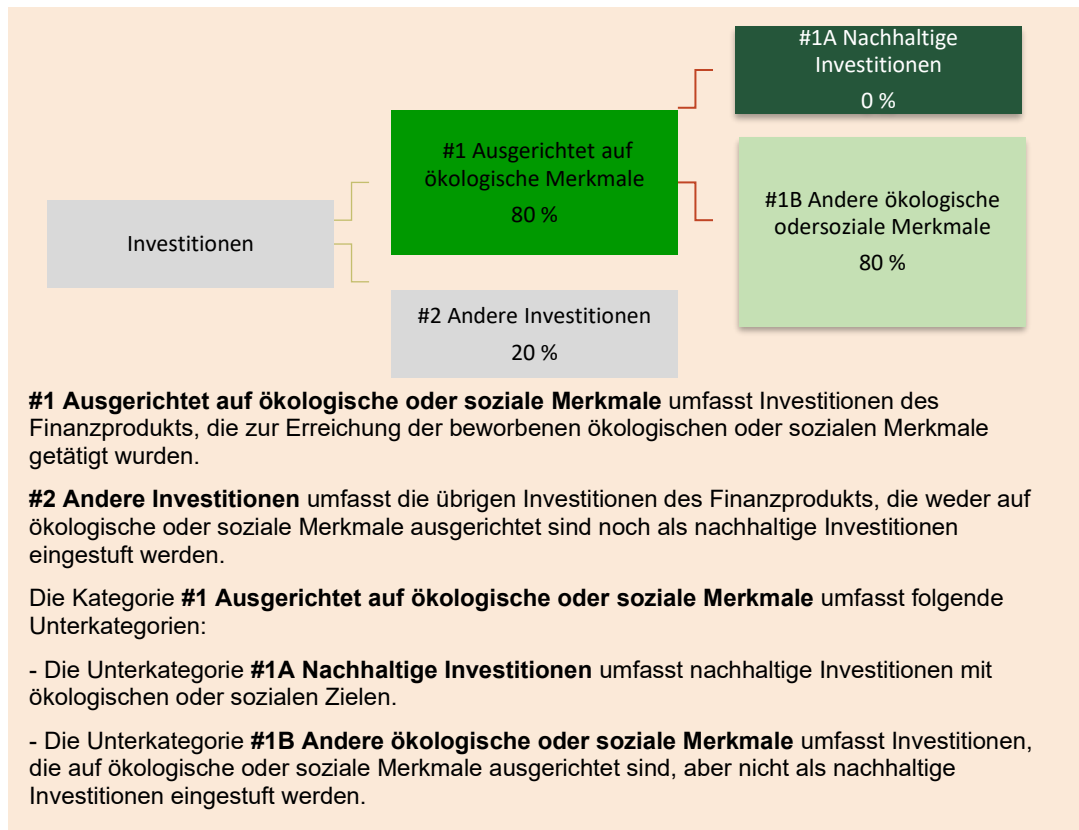 #1A Nachhaltige
Investitionen
0 %
#1 Ausgerichtet auf
ökologische Merkmale
80 %
#1B Andere ökologische
odersoziale Merkmale
80 %
Investitionen
#2 Andere Investitionen
20 %
#1 Ausgerichtet auf ökologische oder soziale Merkmale umfasst Investitionen des
Finanzprodukts, die zur Erreichung der beworbenen ökologischen oder sozialen Merkmale
getätigt wurden.
#2 Andere Investitionen umfasst die übrigen Investitionen des Finanzprodukts, die weder auf
ökologische oder soziale Merkmale ausgerichtet sind noch als nachhaltige Investitionen
eingestuft werden.
Die Kategorie #1 Ausgerichtet auf ökologische oder soziale Merkmale umfasst folgende
Unterkategorien:
- Die Unterkategorie #1A Nachhaltige Investitionen umfasst nachhaltige Investitionen mit
ökologischen oder sozialen Zielen.
- Die Unterkategorie #1B Andere ökologische oder soziale Merkmale umfasst Investitionen,
die auf ökologische oder soziale Merkmale ausgerichtet sind, aber nicht als nachhaltige
Investitionen eingestuft werden.